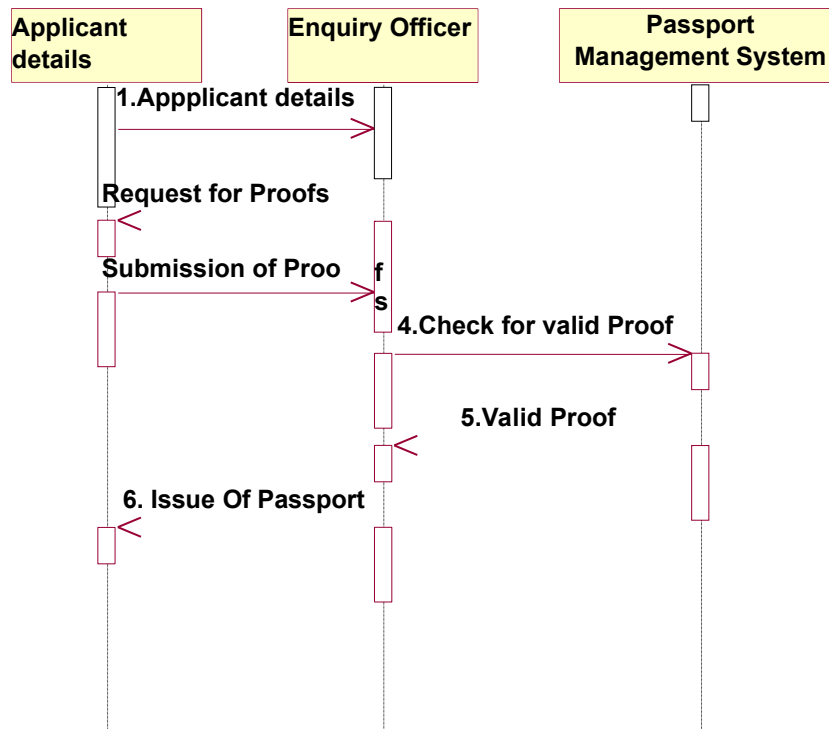 Applicant
details
Enquiry Officer
Passport
Management System
1.Appplicant details
Request for Proofs
Submission of Proo
f
s
4.Check for valid Proof
5.Valid Proof
6. Issue Of Passport